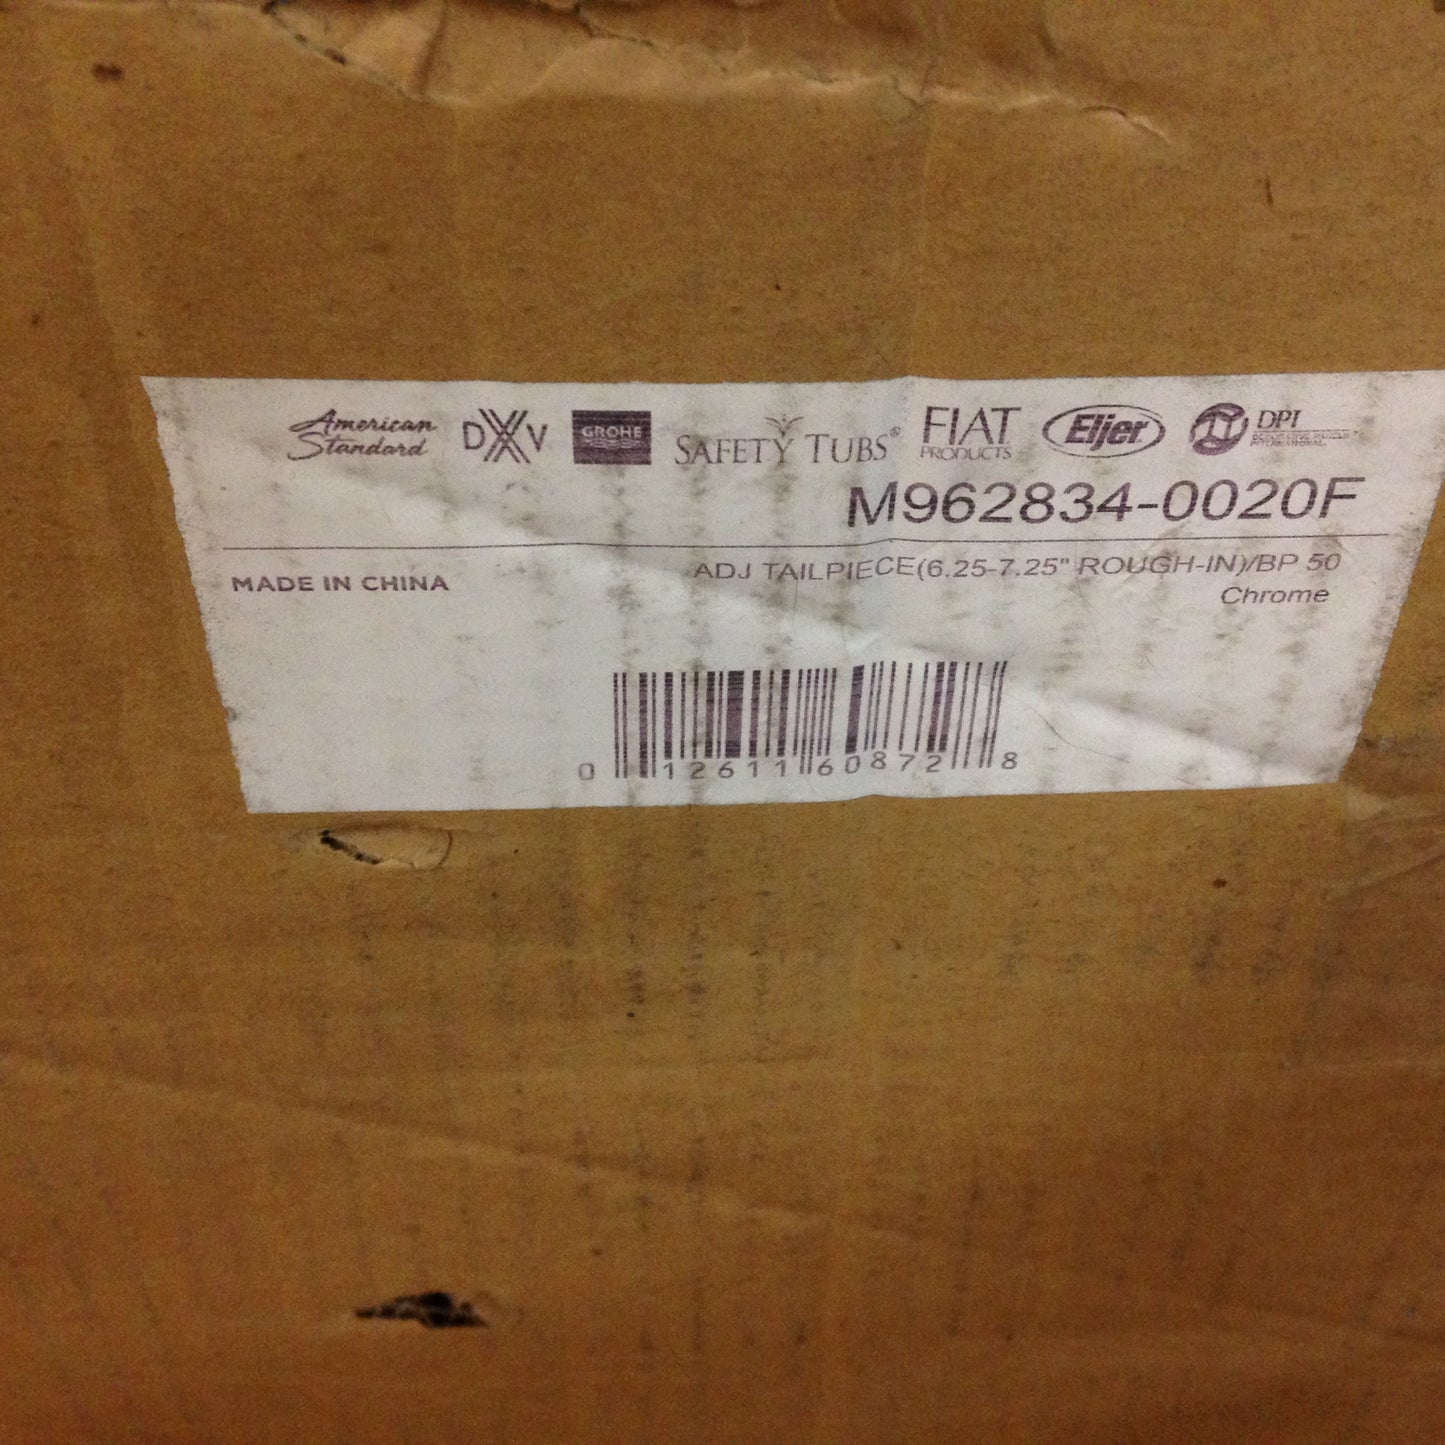 American Standard DXV GROHE SAFETY TUBS® FIAT PRODUCTS Eljer DPI
M962834-0020F
MADE IN CHINA
ADJ TAILPIECE(6.25-7.25" ROUGH-IN)/BP 50
Chrome
0 12611 60872 8